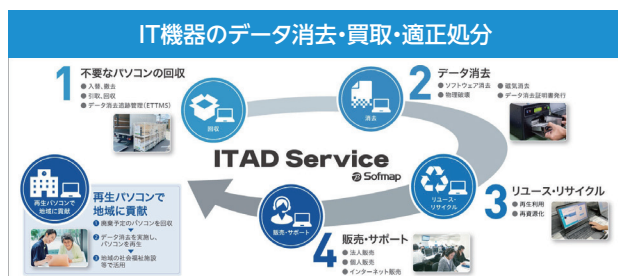 IT機器のデータ消去・買取・適正処分
1 不要なパソコンの回収
● 入替、撤去
● 引取、回収
● データ消去追跡管理(ETTMS)
回収
消去
2 データ消去
● ソフトウェア消去 ● 磁気消去
● 物理破壊 ● データ消去証明書発行
ITAD Service
Sofmap
リユース・
リサイクル
3 リユース・リサイクル
● 再生利用
● 再資源化
販売・サポート
4 販売・サポート
● 法人販売
● 個人販売
● インターネット販売
再生パソコンで
地域に貢献
再生パソコンで
地域に貢献
1 廃棄予定のパソコンを回収
2 データ消去を実施し、
パソコンを再生
3 地域の社会福祉施設
等で活用